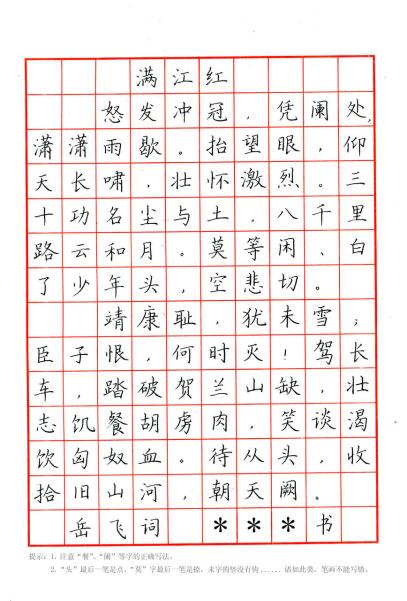 满江红
怒发冲冠,凭阑处,
潇潇雨歇。抬望眼,仰
天长啸,壮怀激烈。三
十功名尘与土,八千里
路云和月。莫等闲、白
了少年头,空悲切。
靖康耻,犹未雪;
臣子恨,何时灭!驾长
车,踏破贺兰山缺,壮
志饥餐胡虏肉,笑谈渴
饮匈奴血。待从头,收
拾旧山河,朝天阙。
岳飞词 ***书
提示:1. 注意“餐”、“阑”等字的正确写法。
2. “头”最后一笔是点,“莫”字最后一笔是捺,未字的竖没有钩......诸如此类,笔画不能写错。